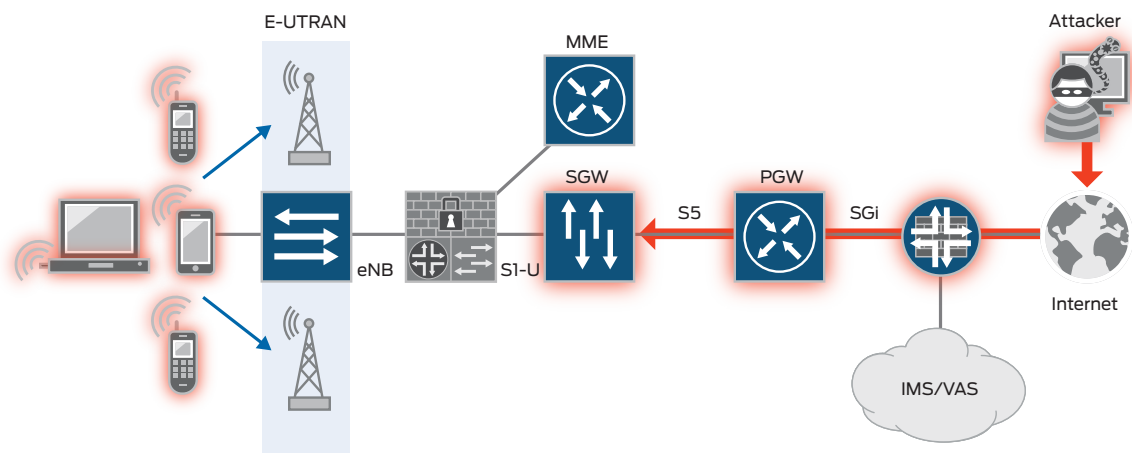 E-UTRAN
Attacker
MME
SGW
PGW
S5
SGi
eNB
S1-U
Internet
IMS/VAS